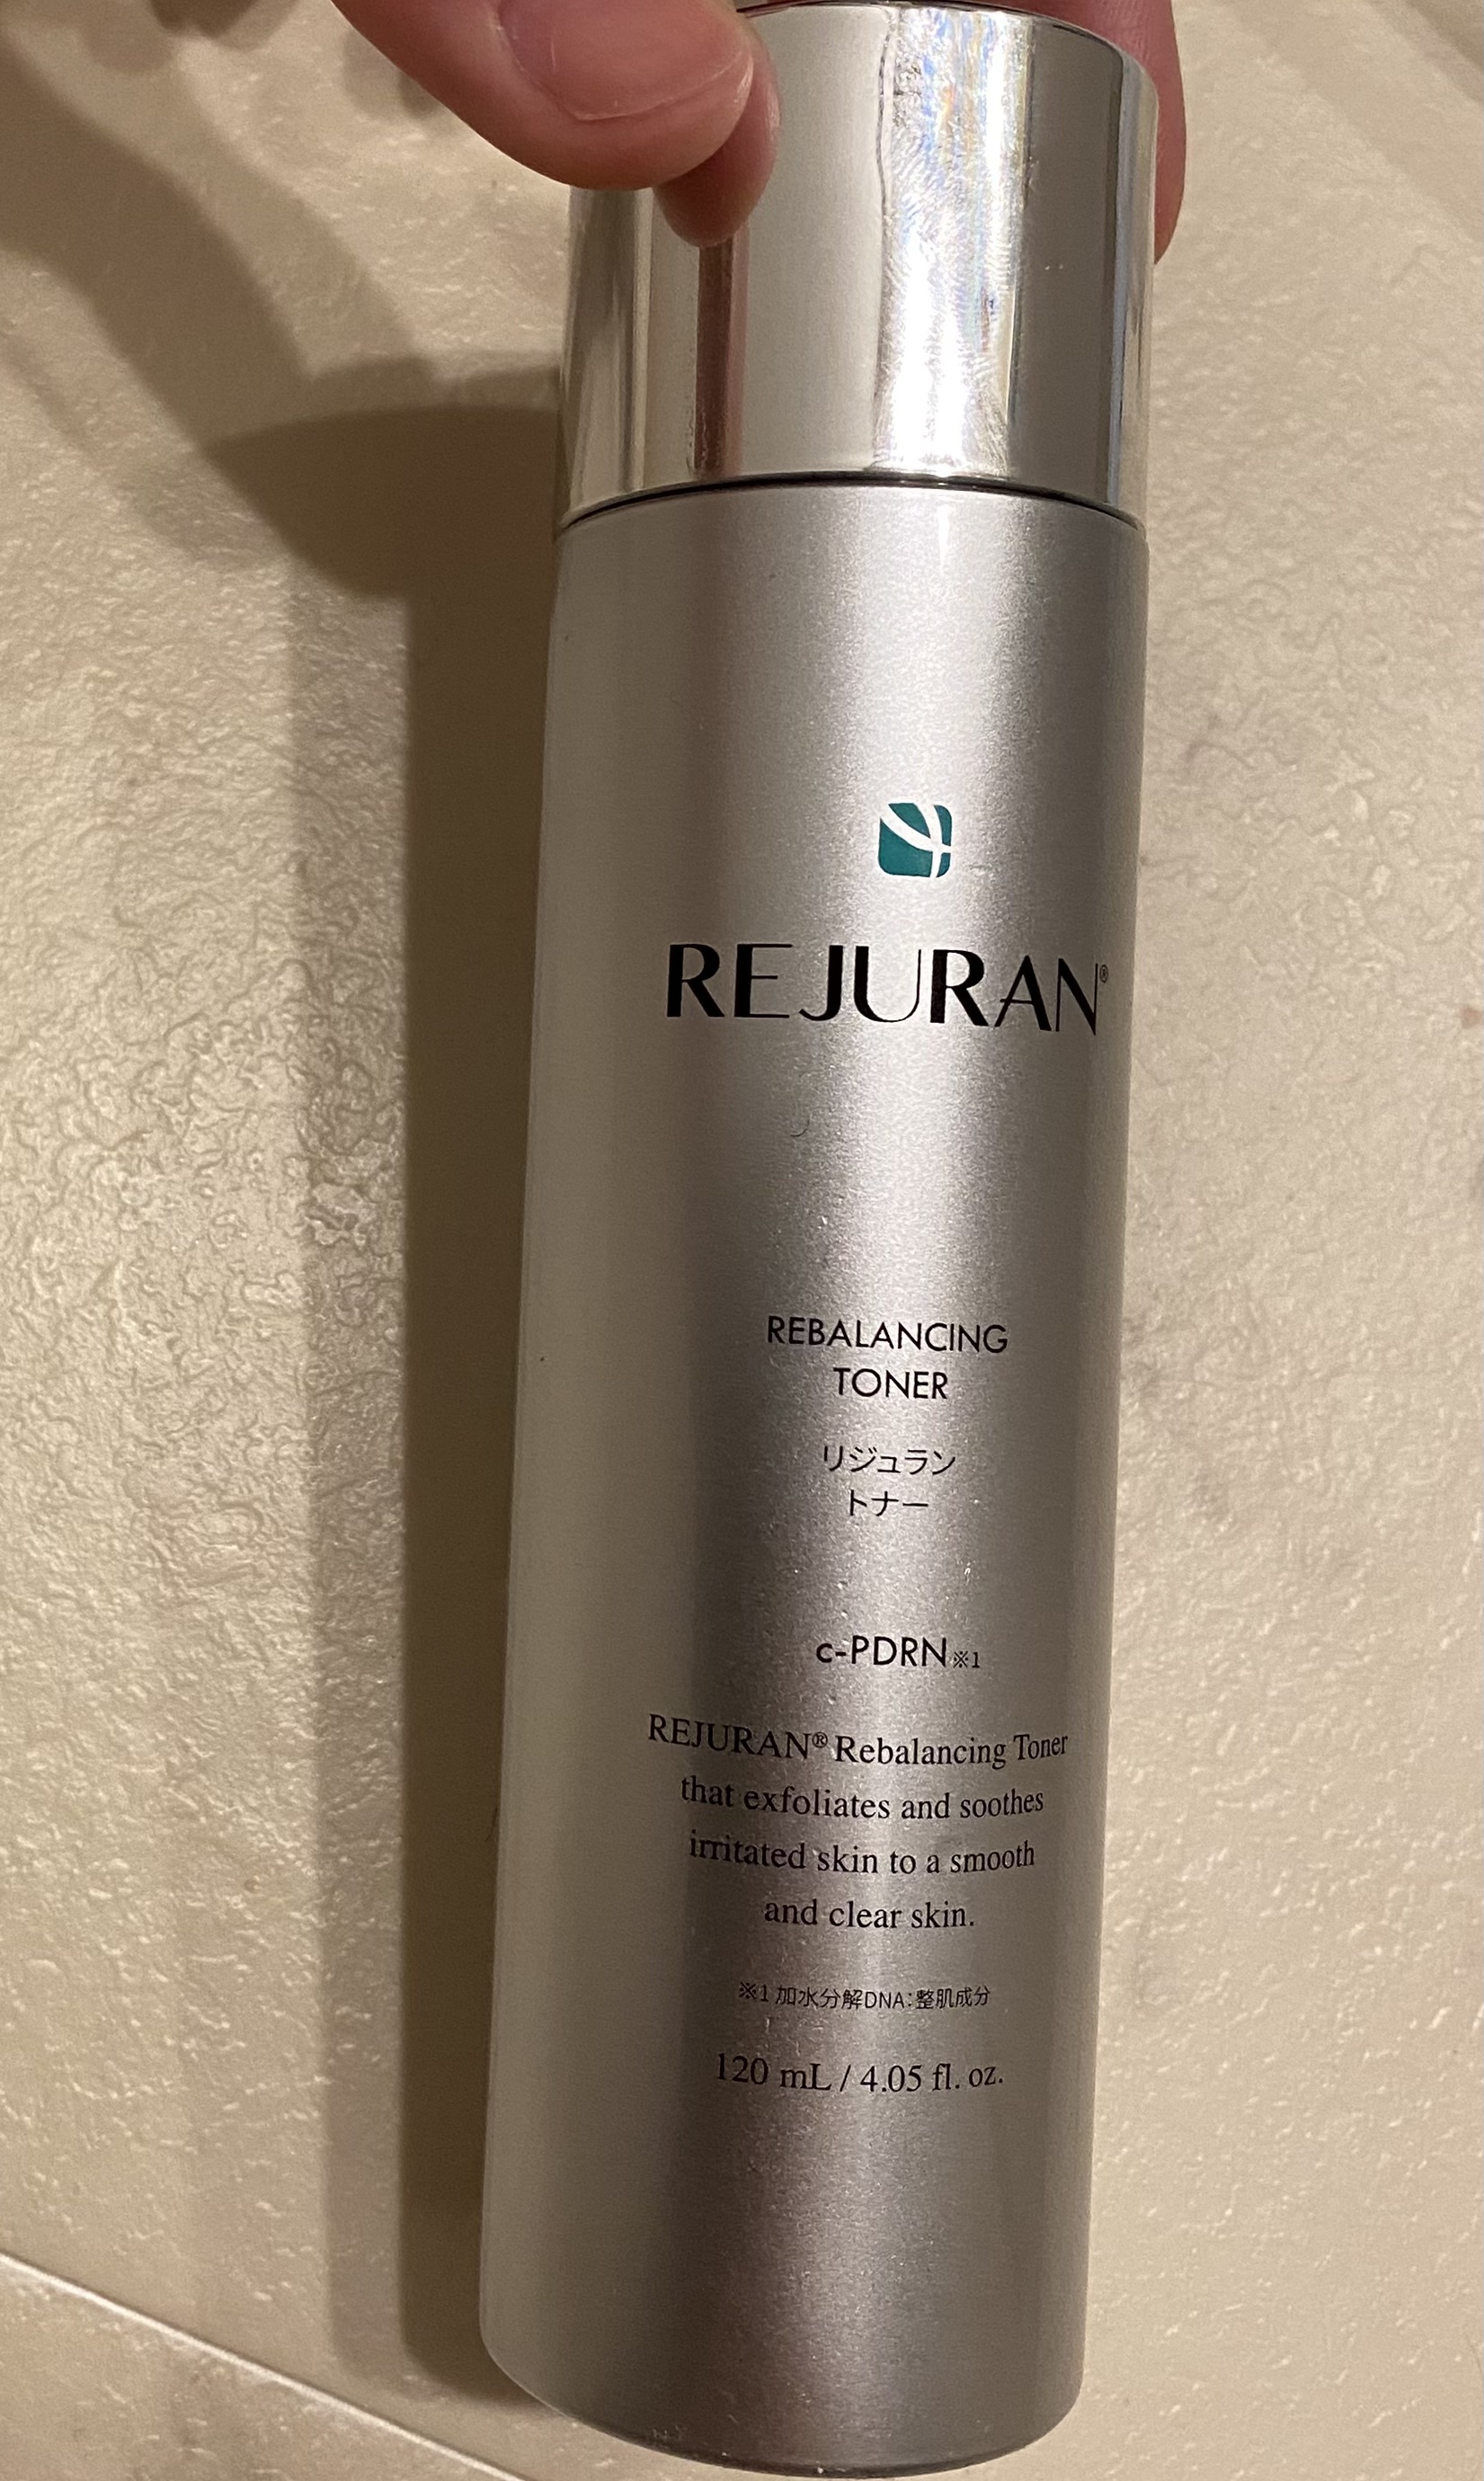 REJURAN®
REBALANCING
TONER
リジュラン
トナー
c-PDRN※1
REJURAN® Rebalancing Toner
that exfoliates and soothes
irritated skin to a smooth
and clear skin.
※1 加水分解DNA:整肌成分
120 mL / 4.05 fl. oz.